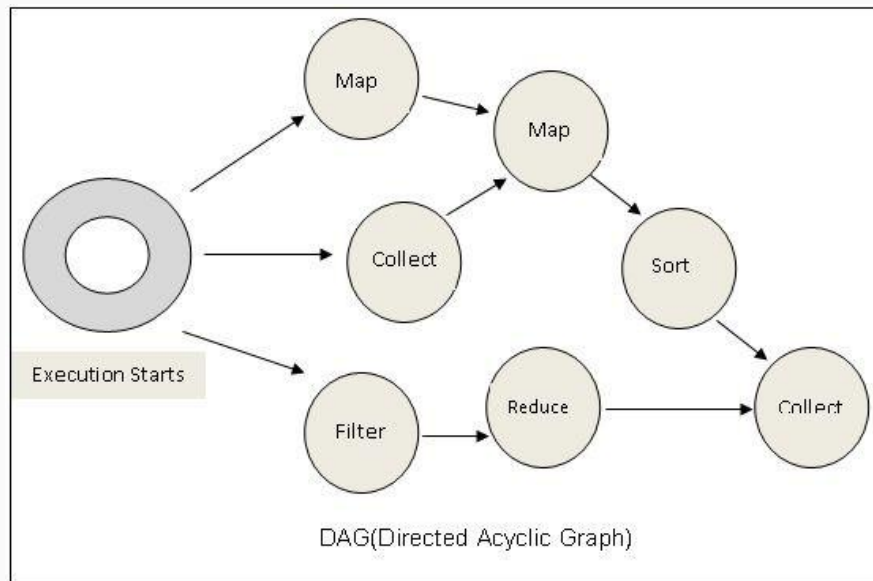 Map
Map
Collect
Sort
Execution Starts
Filter
Reduce
Collect
DAG(Directed Acyclic Graph)